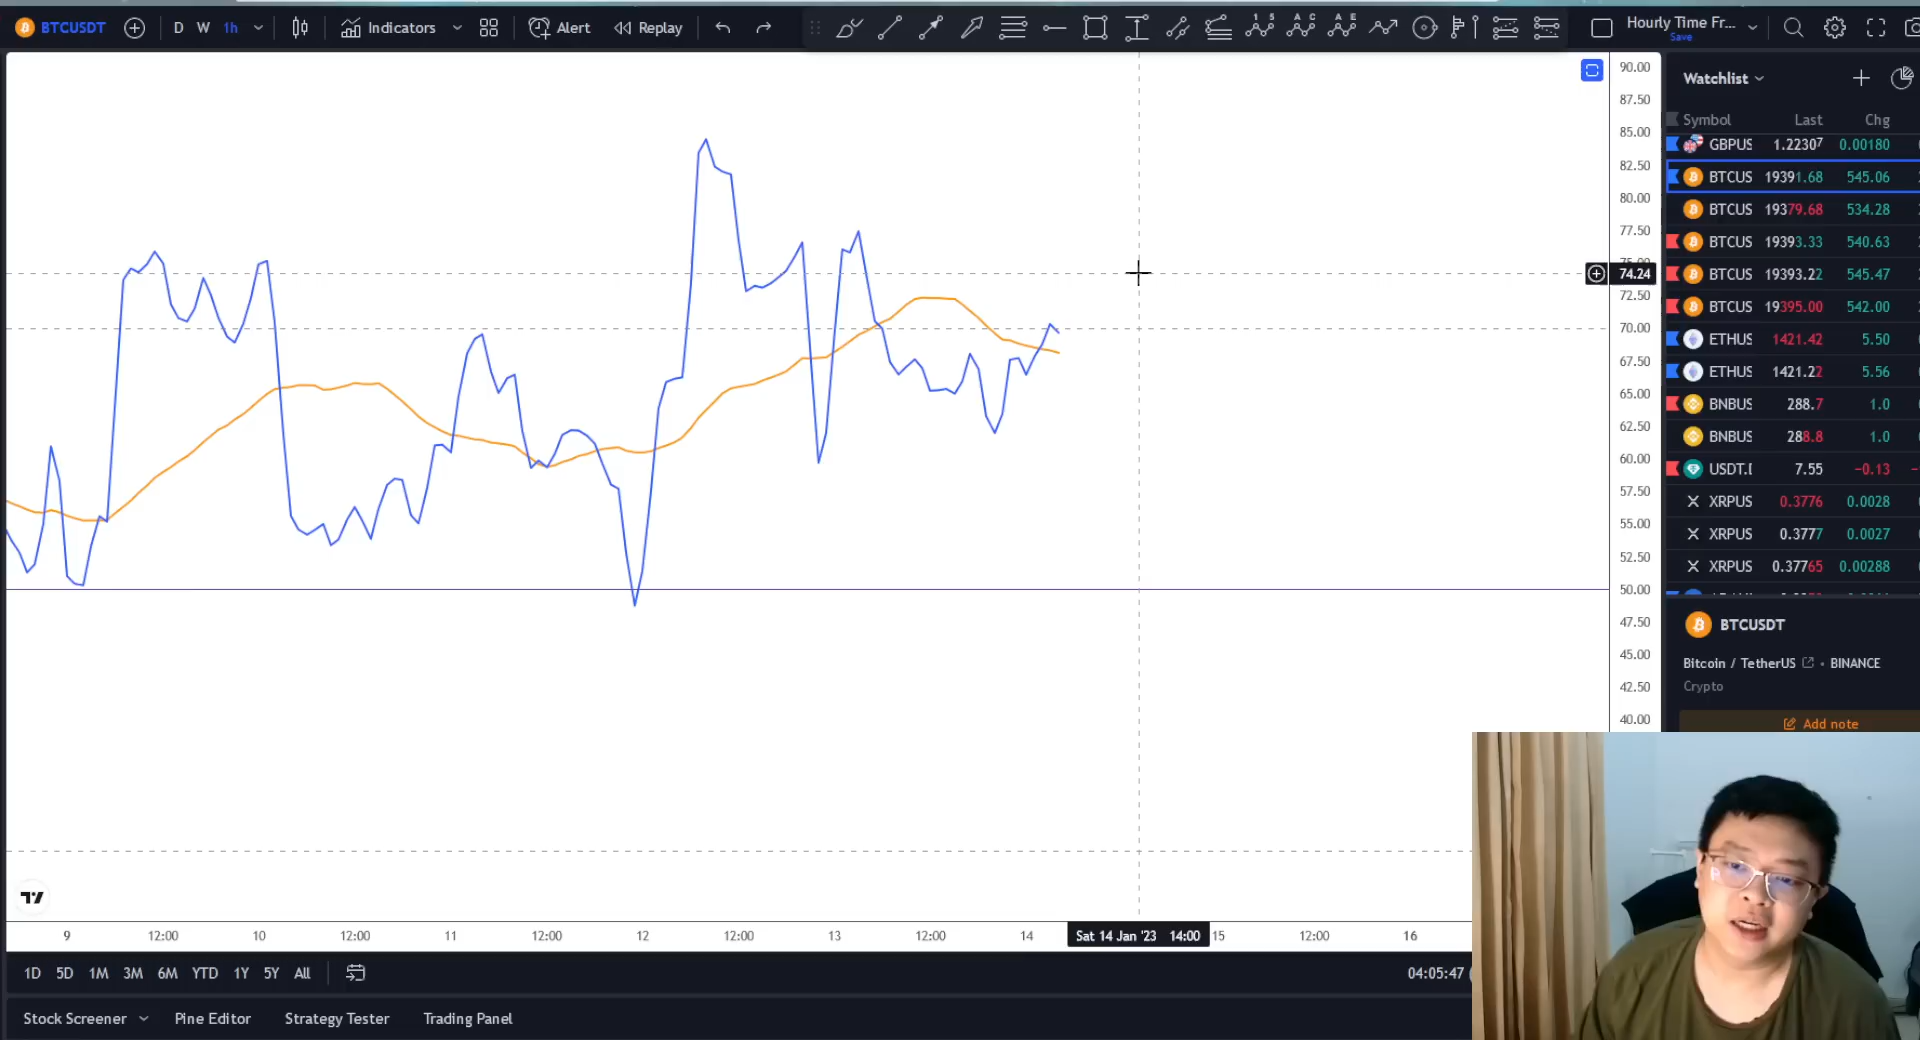 BTCUSDT D W 1h Indicators Alert Replay Hourly Time Fr...
Save
Watchlist
Symbol Last Chg
GBPUS 1.22307 0.00180
BTCUS 19391.68 545.06
BTCUS 19379.68 534.28
BTCUS 19393.33 540.63
BTCUS 19393.22 545.47
BTCUS 19395.00 542.00
ETHUS 1421.42 5.50
ETHUS 1421.22 5.56
BNBUS 288.7 1.0
BNBUS 288.8 1.0
USDT.I 7.55 −0.13
XRPUS 0.3776 0.0028
XRPUS 0.3777 0.0027
XRPUS 0.37765 0.00288
BTCUSDT
Bitcoin / TetherUS • BINANCE
Crypto
Add note
90.00
87.50
85.00
82.50
80.00
77.50
74.24
72.50
70.00
67.50
65.00
62.50
60.00
57.50
55.00
52.50
50.00
47.50
45.00
42.50
40.00
9 12:00 10 12:00 11 12:00 12 12:00 13 12:00 14 Sat 14 Jan '23 14:00 15 12:00 16
1D 5D 1M 3M 6M YTD 1Y 5Y All 04:05:47
Stock Screener Pine Editor Strategy Tester Trading Panel